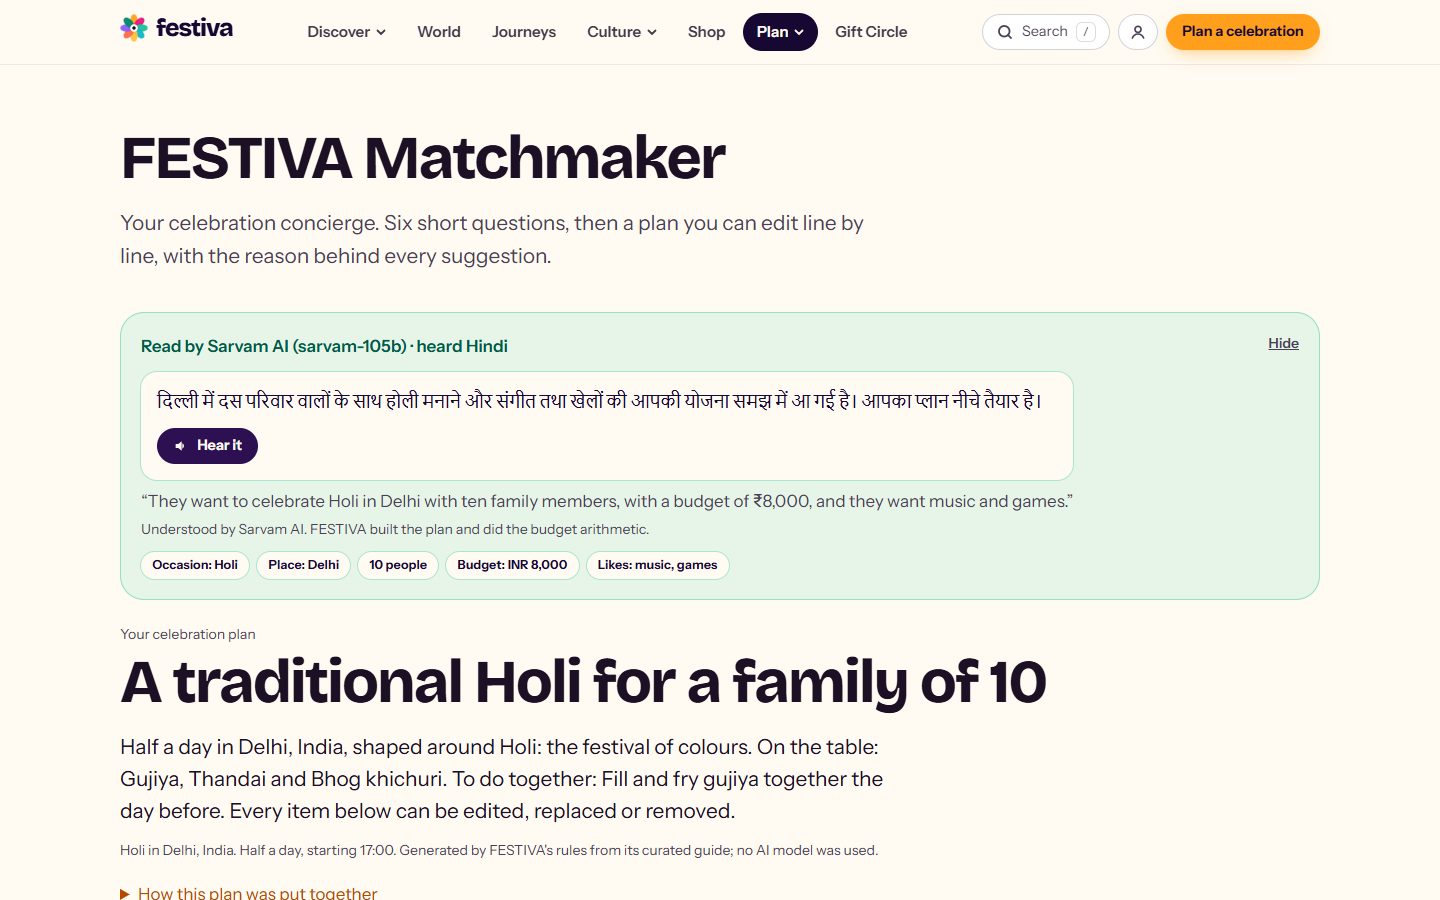 festiva
Discover
World
Journeys
Culture
Shop
Plan
Gift Circle
Search /
Plan a celebration
FESTIVA Matchmaker
Your celebration concierge. Six short questions, then a plan you can edit line by
line, with the reason behind every suggestion.
Read by Sarvam AI (sarvam-105b) · heard Hindi
Hide
दिल्ली में दस परिवार वालों के साथ होली मनाने और संगीत तथा खेलों की आपकी योजना समझ में आ गई है। आपका प्लान नीचे तैयार है।
Hear it
“They want to celebrate Holi in Delhi with ten family members, with a budget of ₹8,000, and they want music and games.”
Understood by Sarvam AI. FESTIVA built the plan and did the budget arithmetic.
Occasion: Holi
Place: Delhi
10 people
Budget: INR 8,000
Likes: music, games
Your celebration plan
A traditional Holi for a family of 10
Half a day in Delhi, India, shaped around Holi: the festival of colours. On the table:
Gujiya, Thandai and Bhog khichuri. To do together: Fill and fry gujiya together the
day before. Every item below can be edited, replaced or removed.
Holi in Delhi, India. Half a day, starting 17:00. Generated by FESTIVA's rules from its curated guide; no AI model was used.
How this plan was put together